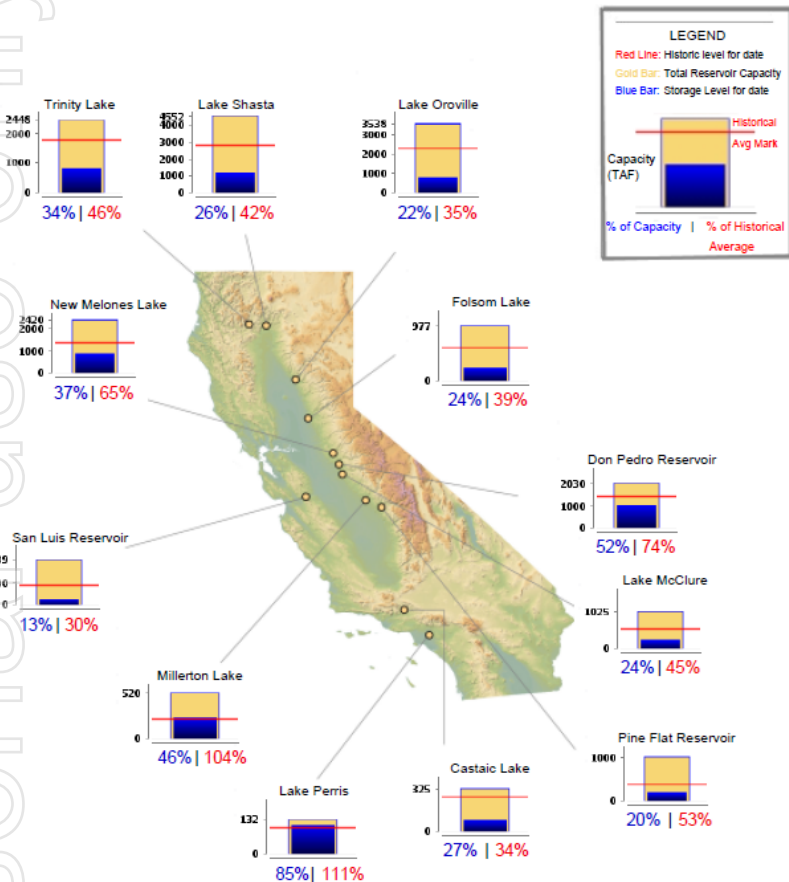 LEGEND
Red Line: Historic level for date
Gold Bar: Total Reservoir Capacity
Blue Bar: Storage Level for date
Historical
Avg Mark
Capacity
(TAF)
% of Capacity | % of Historical
Average
Trinity Lake
2448
2000
1000
0
34% | 46%
Lake Shasta
4552
4000
3000
2000
1000
0
26% | 42%
Lake Oroville
3538
3000
2000
1000
0
22% | 35%
New Melones Lake
2420
2000
1000
0
37% | 65%
Folsom Lake
977
0
24% | 39%
Don Pedro Reservoir
2030
1000
0
52% | 74%
San Luis Reservoir
0
13% | 30%
Lake McClure
1025
0
24% | 45%
Millerton Lake
520
0
46% | 104%
Pine Flat Reservoir
1000
0
20% | 53%
Lake Perris
132
0
85% | 111%
Castaic Lake
325
0
27% | 34%